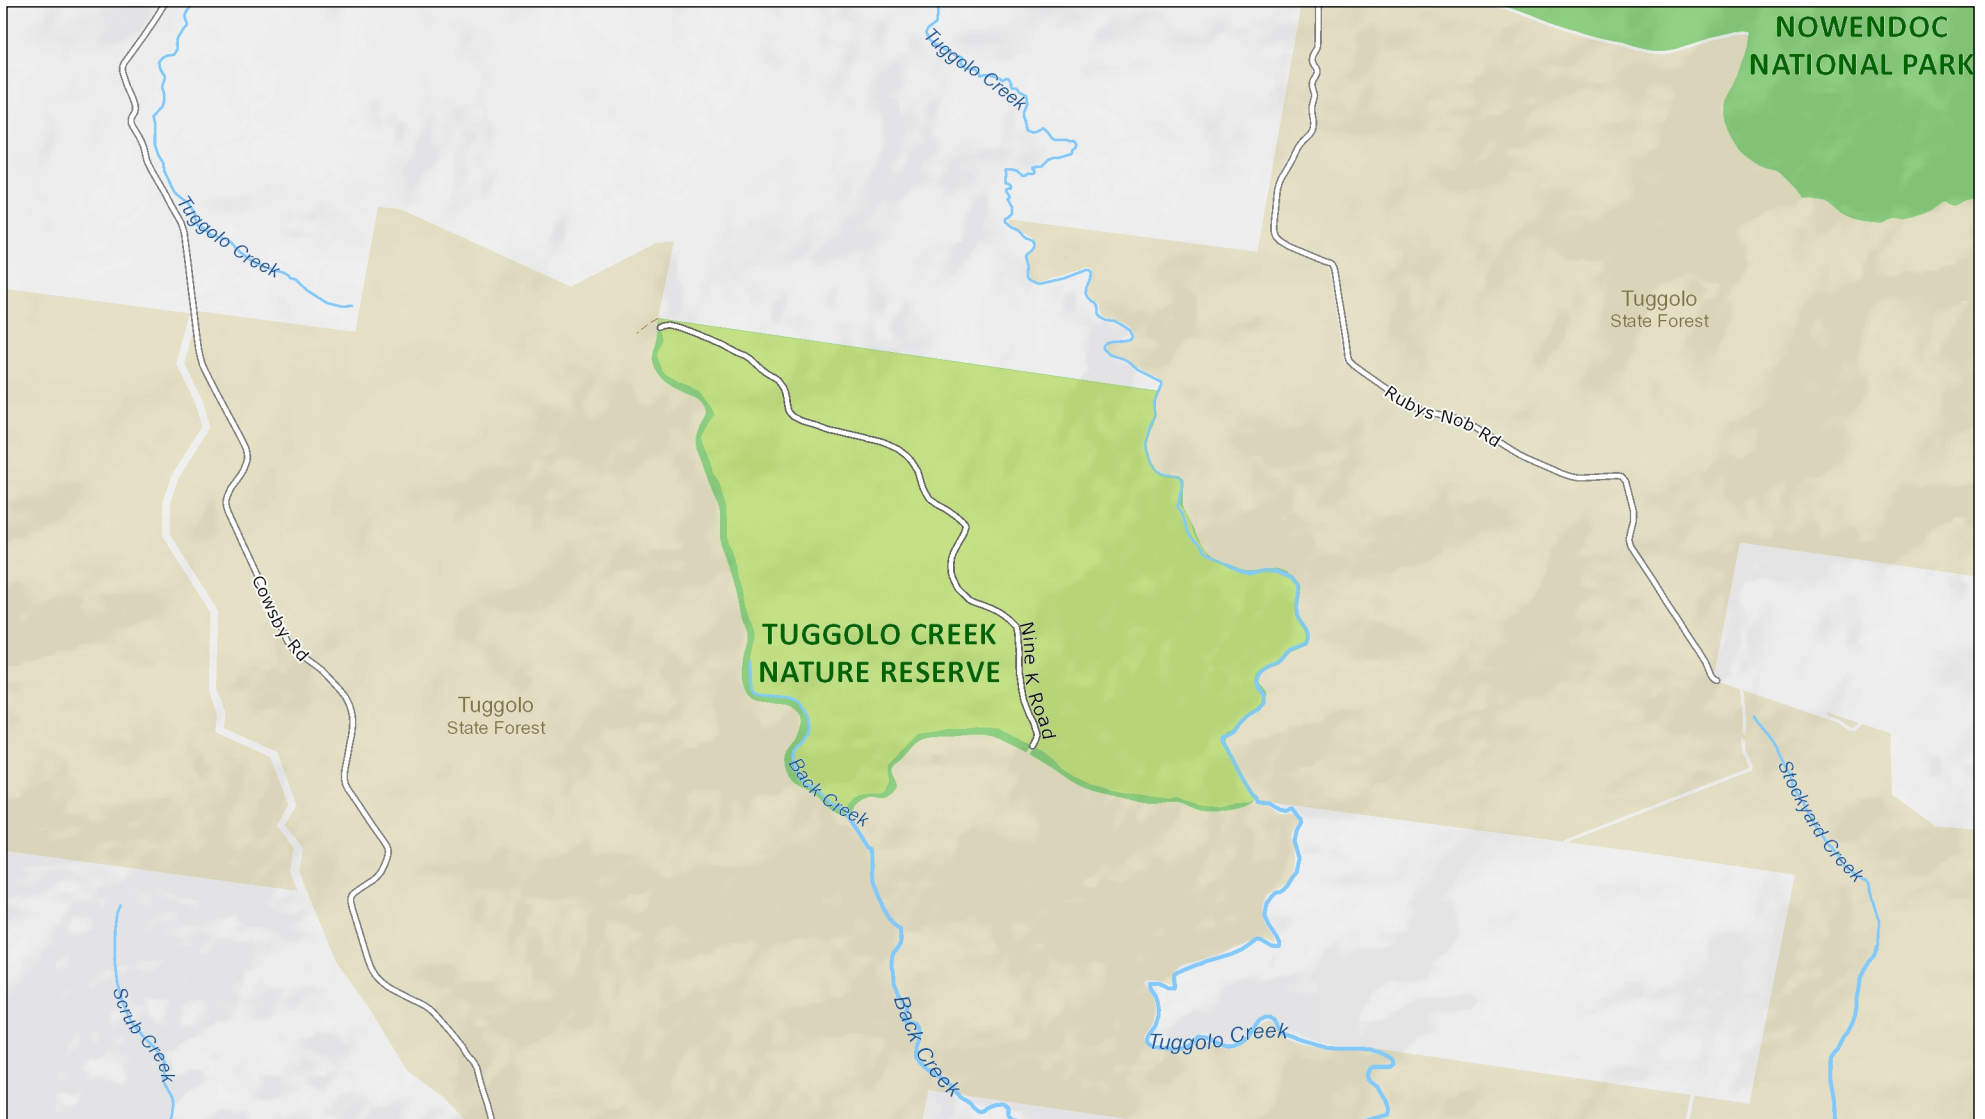 NOWENDOC
NATIONAL PARK
Tuggolo Creek
Tuggolo Creek
Tuggolo
State Forest
Rubys Nob Rd
Cowsby Rd
TUGGOLO CREEK
NATURE RESERVE
Nine K Road
Tuggolo
State Forest
Back Creek
Stockyard Creek
Scrub Creek
Back Creek
Tuggolo Creek